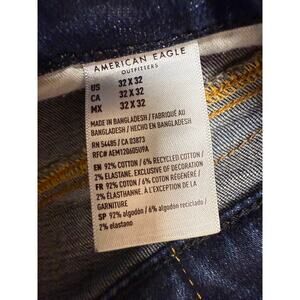 AMERICAN EAGLE
OUTFITTERS
US 32 X 32
CA 32 X 32
MX 32 X 32
MADE IN BANGLADESH / FABRIQUÉ AU
BANGLADESH / HECHO EN BANGLADESH
RN 54485 / CA 03873
RFC# AEM120605U9A
EN 92% COTTON / 6% RECYCLED COTTON /
2% ELASTANE. EXCLUSIVE OF DECORATION
FR 92% COTON / 6% COTON RÉGÉNÉRÉ /
2% ÉLASTHANNE. À L'EXCEPTION DE LA
GARNITURE
SP 92% algodón / 6% algodón reciclado /
2% elastano